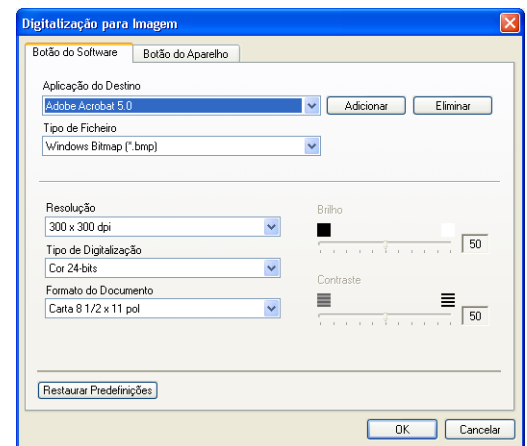 Digitalização para Imagem
Botão do Software
Botão do Aparelho
Aplicação do Destino
Adobe Acrobat 5.0
Adicionar
Eliminar
Tipo de Ficheiro
Windows Bitmap (*.bmp)
Resolução
300 x 300 dpi
Tipo de Digitalização
Cor 24-bits
Formato do Documento
Carta 8 1/2 x 11 pol
Brilho
50
Contraste
50
Restaurar Predefinições
OK
Cancelar